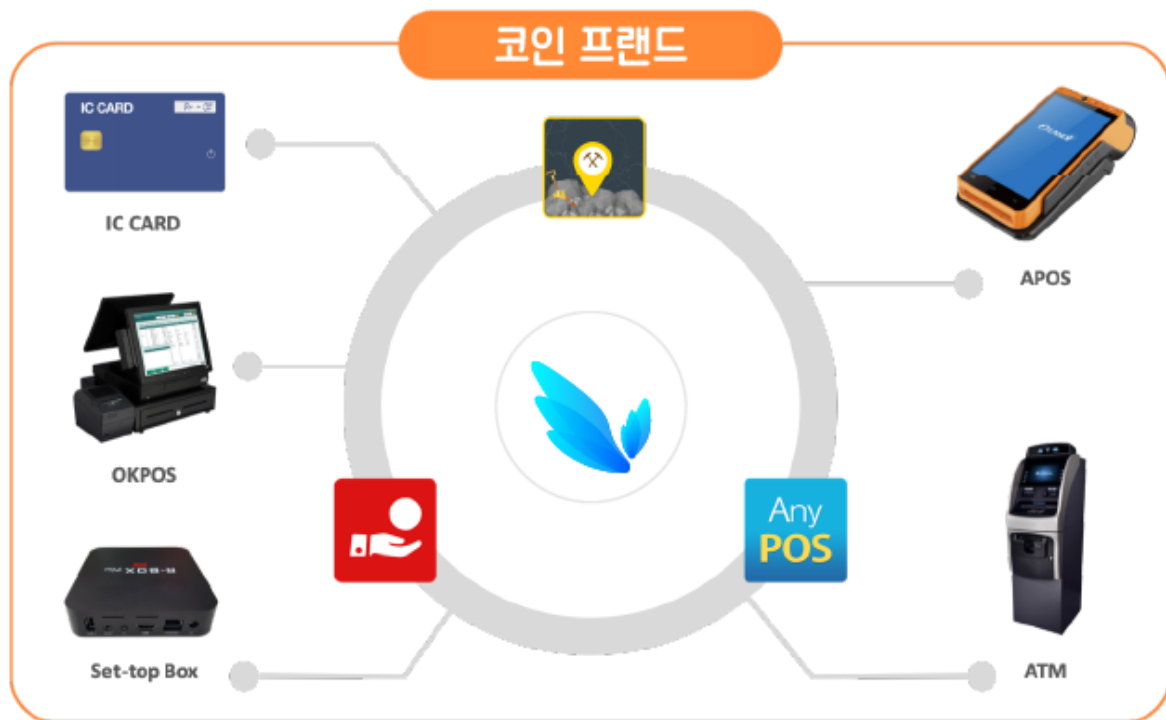 코인 프랜드
IC CARD
IC CARD
APOS
OKPOS
Any
POS
Set-top Box
ATM